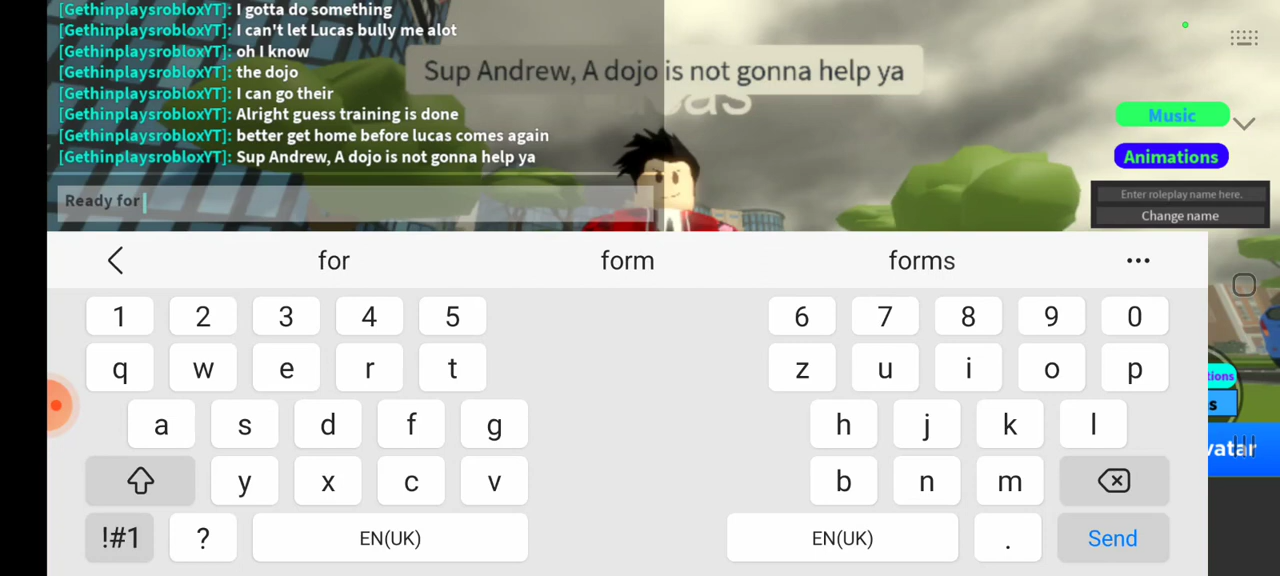 [GethinplaysrobloxYT]: I gotta do something
[GethinplaysrobloxYT]: I can't let Lucas bully me alot
[GethinplaysrobloxYT]: oh I know
[GethinplaysrobloxYT]: the dojo
[GethinplaysrobloxYT]: I can go their
[GethinplaysrobloxYT]: Alright guess training is done
[GethinplaysrobloxYT]: better get home before lucas comes again
[GethinplaysrobloxYT]: Sup Andrew, A dojo is not gonna help ya
Sup Andrew, A dojo is not gonna help ya
Music
Animations
Enter roleplay name here.
Change name
Ready for
for form forms
1 2 3 4 5 6 7 8 9 0
q w e r t z u i o p
a s d f g h j k l
y x c v b n m
!#1 ? EN(UK) EN(UK) . Send